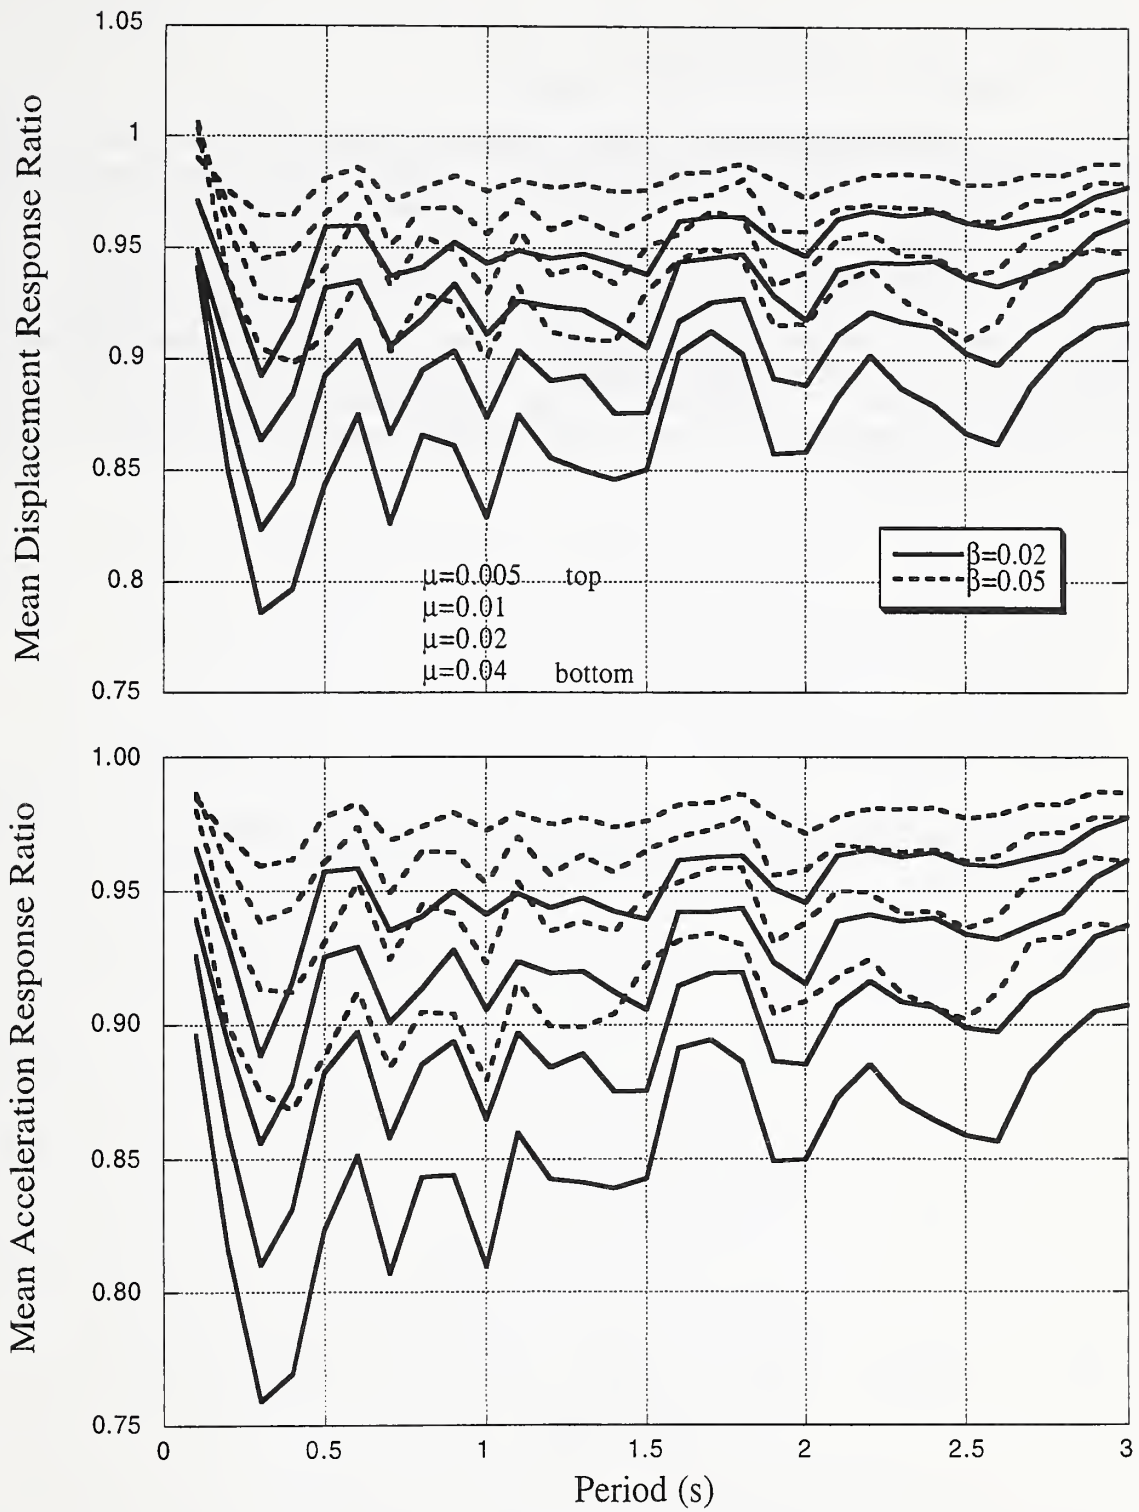 Mean Displacement Response Ratio
1.05
1
0.95
0.9
0.85
0.8
0.75
μ=0.005 top
μ=0.01
μ=0.02
μ=0.04 bottom
β=0.02
β=0.05
Mean Acceleration Response Ratio
1.00
0.95
0.90
0.85
0.80
0.75
0 0.5 1 1.5 2 2.5 3
Period (s)